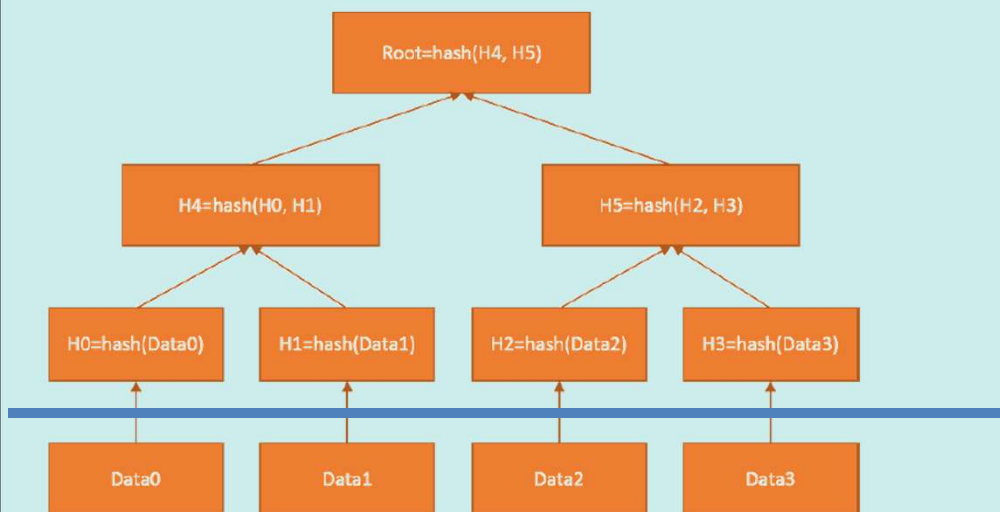 Root=hash(H4, H5)
H4=hash(H0, H1)
H5=hash(H2, H3)
H0=hash(Data0)
H1=hash(Data1)
H2=hash(Data2)
H3=hash(Data3)
Data0
Data1
Data2
Data3